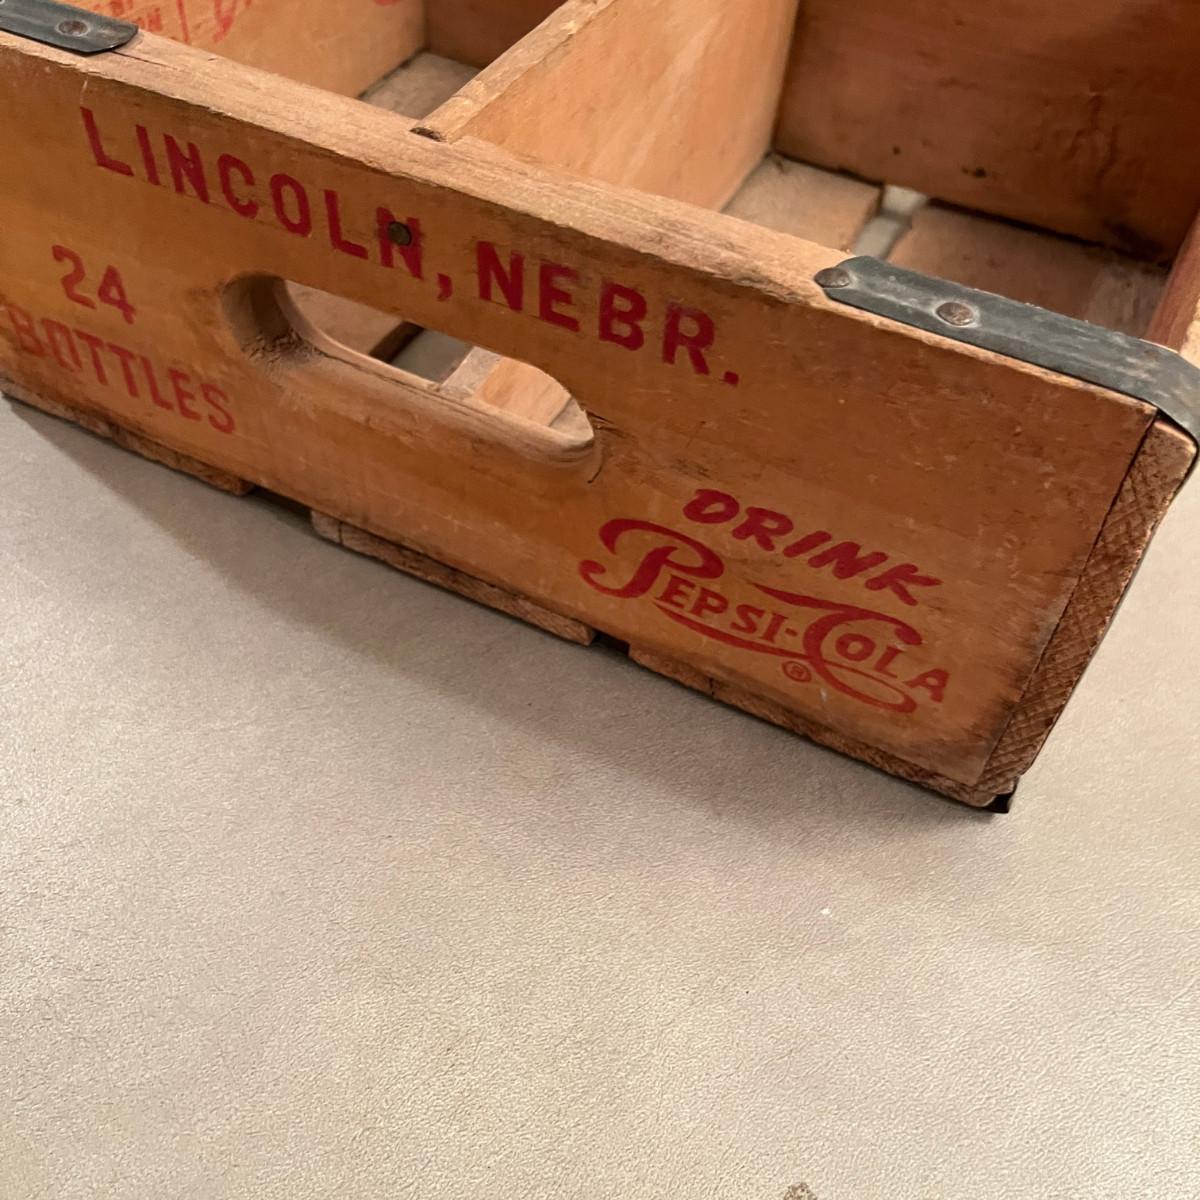 LINCOLN, NEBR.
24
BOTTLES
DRINK
PEPSI-COLA
®